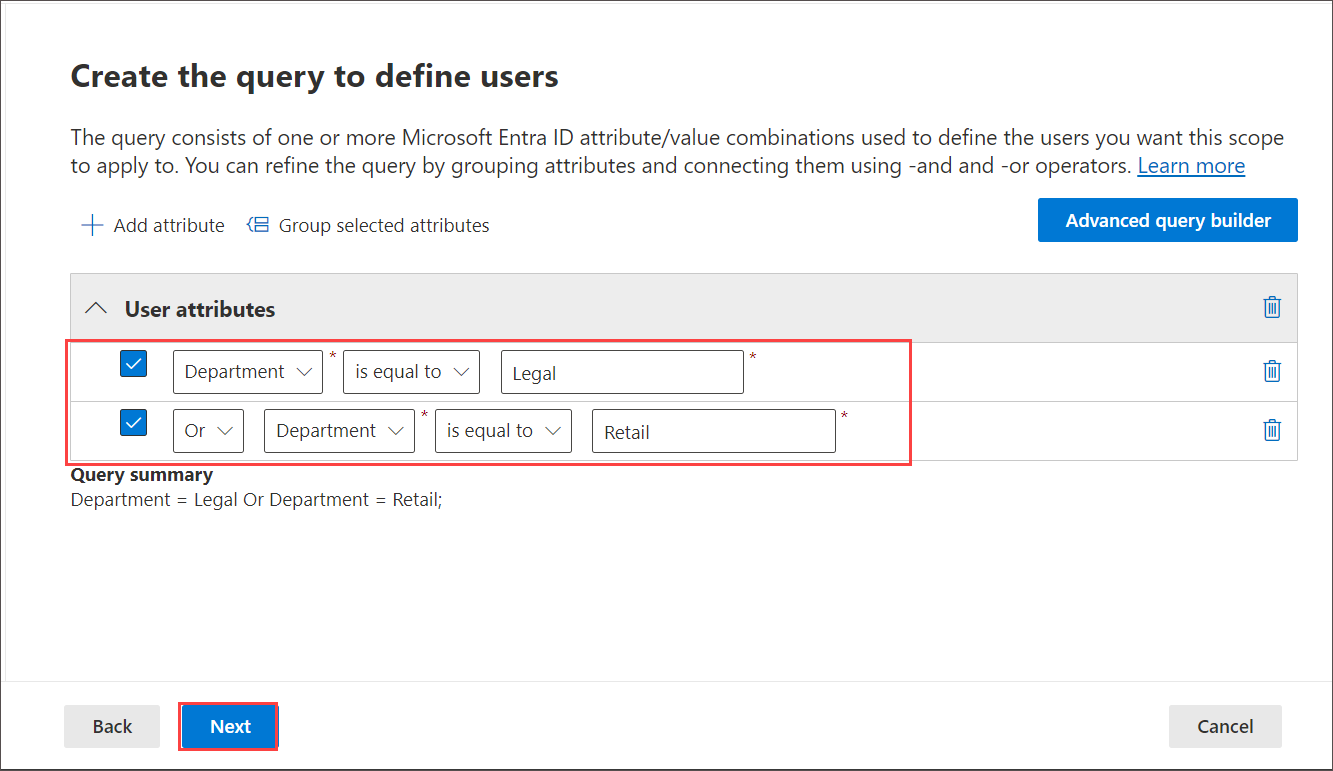 Create the query to define users
The query consists of one or more Microsoft Entra ID attribute/value combinations used to define the users you want this scope
to apply to. You can refine the query by grouping attributes and connecting them using -and and -or operators. Learn more
Add attribute Group selected attributes Advanced query builder
User attributes
Department * is equal to Legal *
Or Department * is equal to Retail *
Query summary
Department = Legal Or Department = Retail;
Back Next Cancel